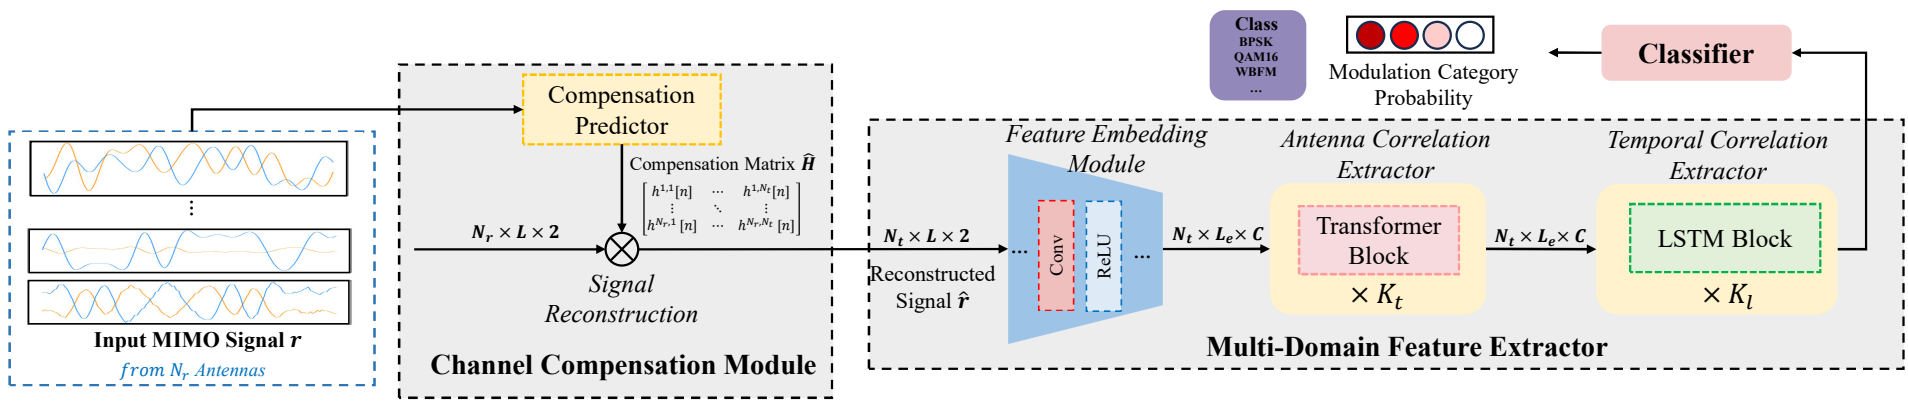 Input MIMO Signal r
from N_r Antennas
Compensation
Predictor
Compensation Matrix Ĥ
h^{1,1}[n] ⋯ h^{1,N_t}[n]
⋮ ⋱ ⋮
h^{N_r,1}[n] ⋯ h^{N_r,N_t}[n]
N_r × L × 2
Signal
Reconstruction
Channel Compensation Module
N_t × L × 2
Reconstructed
Signal r̂
Feature Embedding
Module
...
Conv
ReLU
...
N_t × L_e × C
Antenna Correlation
Extractor
Transformer
Block
× K_t
N_t × L_e × C
Temporal Correlation
Extractor
LSTM Block
× K_l
Multi-Domain Feature Extractor
Classifier
Modulation Category
Probability
Class
BPSK
QAM16
WBFM
...